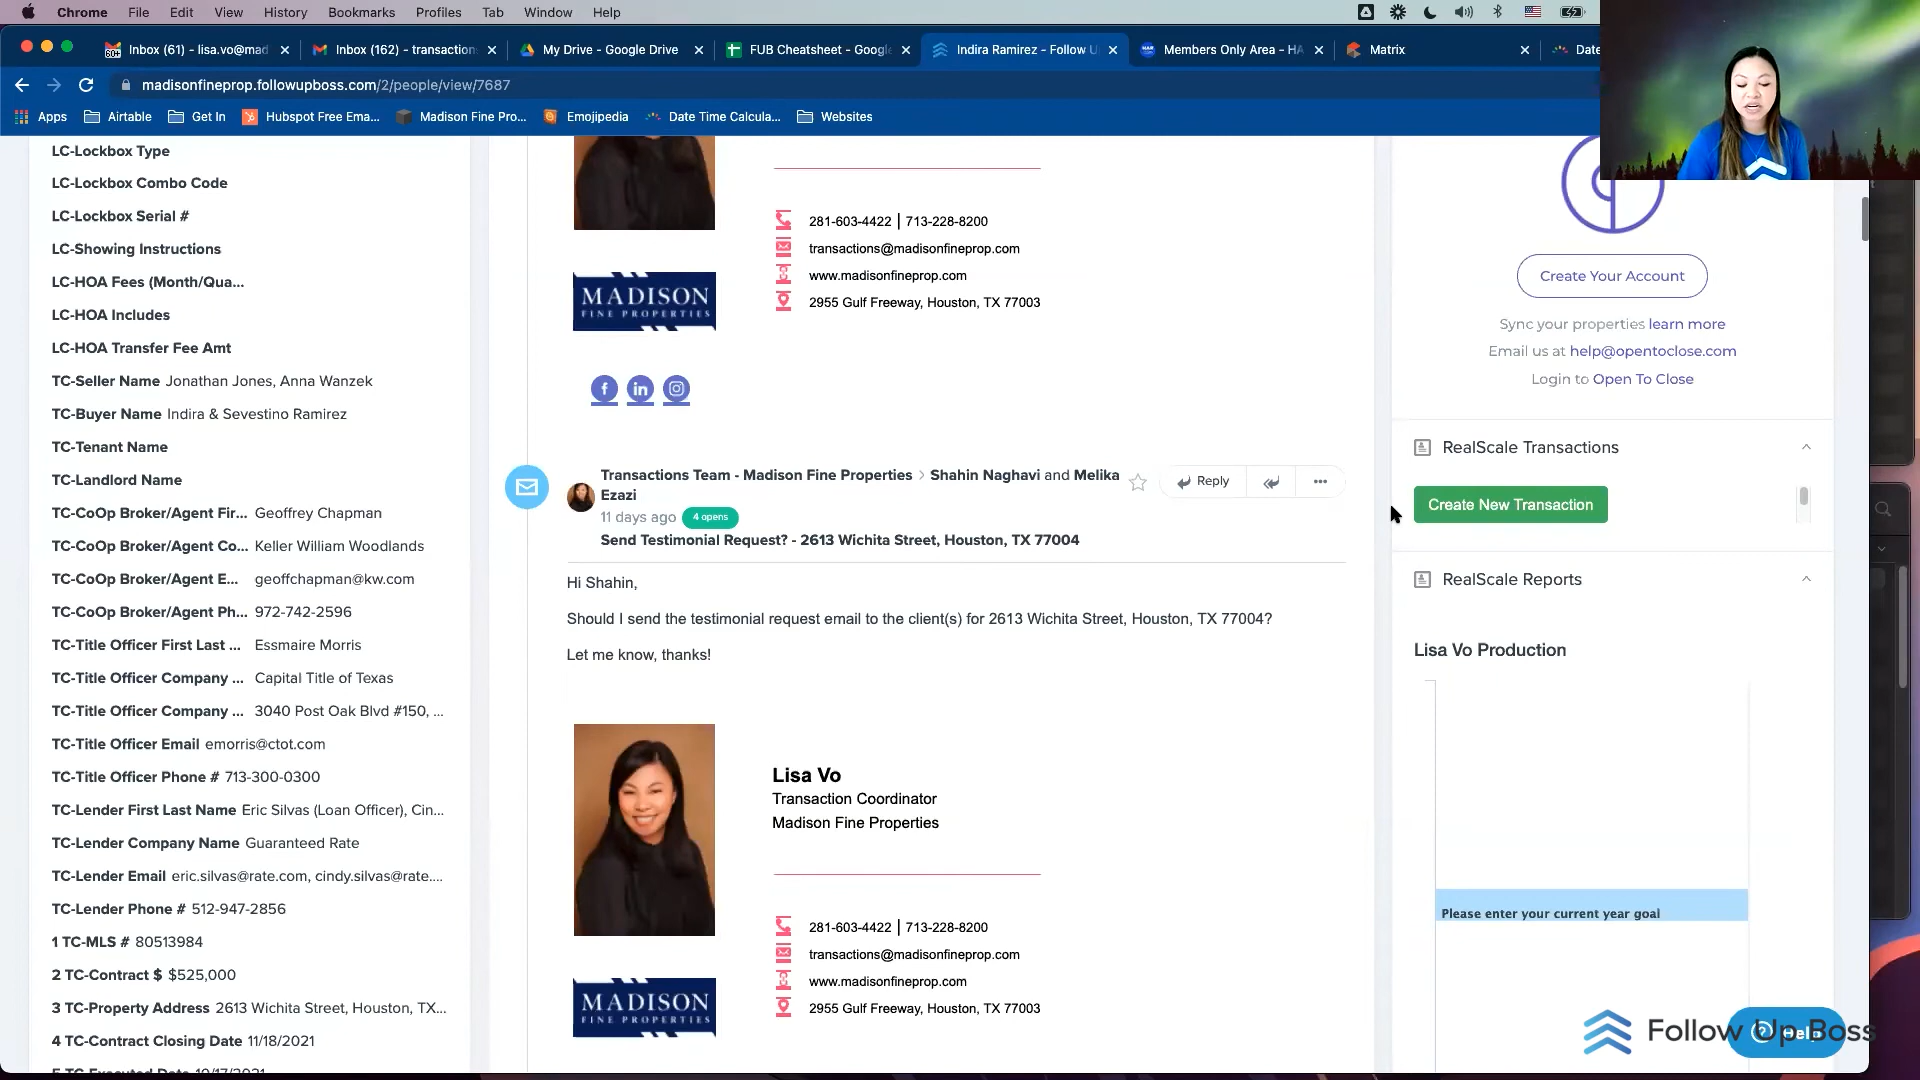 Chrome File Edit View History Bookmarks Profiles Tab Window Help
60+ Inbox (61) - lisa.vo@mad Inbox (162) - transaction My Drive - Google Drive FUB Cheatsheet - Google Indira Ramirez - Follow U Members Only Area - HA Matrix Date
madisonfineprop.followupboss.com/2/people/view/7687
Apps Airtable Get In Hubspot Free Ema... Madison Fine Pro... Emojipedia Date Time Calcula... Websites
LC-Lockbox Type
LC-Lockbox Combo Code
LC-Lockbox Serial #
LC-Showing Instructions
LC-HOA Fees (Month/Qua...
LC-HOA Includes
LC-HOA Transfer Fee Amt
TC-Seller Name Jonathan Jones, Anna Wanzek
TC-Buyer Name Indira & Sevestino Ramirez
TC-Tenant Name
TC-Landlord Name
TC-CoOp Broker/Agent Fir... Geoffrey Chapman
TC-CoOp Broker/Agent Co... Keller William Woodlands
TC-CoOp Broker/Agent E... geoffchapman@kw.com
TC-CoOp Broker/Agent Ph... 972-742-2596
TC-Title Officer First Last ... Essmaire Morris
TC-Title Officer Company ... Capital Title of Texas
TC-Title Officer Company ... 3040 Post Oak Blvd #150, ...
TC-Title Officer Email emorris@ctot.com
TC-Title Officer Phone # 713-300-0300
TC-Lender First Last Name Eric Silvas (Loan Officer), Cin...
TC-Lender Company Name Guaranteed Rate
TC-Lender Email eric.silvas@rate.com, cindy.silvas@rate....
TC-Lender Phone # 512-947-2856
1 TC-MLS # 80513984
2 TC-Contract $ $525,000
3 TC-Property Address 2613 Wichita Street, Houston, TX...
4 TC-Contract Closing Date 11/18/2021
5 TC-Executed Date 10/17/2021
281-603-4422 | 713-228-8200
transactions@madisonfineprop.com
www.madisonfineprop.com
2955 Gulf Freeway, Houston, TX 77003
MADISON
FINE PROPERTIES
Transactions Team - Madison Fine Properties > Shahin Naghavi and Melika
Ezazi
11 days ago 4 opens
Reply
Send Testimonial Request? - 2613 Wichita Street, Houston, TX 77004
Hi Shahin,
Should I send the testimonial request email to the client(s) for 2613 Wichita Street, Houston, TX 77004?
Let me know, thanks!
Lisa Vo
Transaction Coordinator
Madison Fine Properties
281-603-4422 | 713-228-8200
transactions@madisonfineprop.com
www.madisonfineprop.com
2955 Gulf Freeway, Houston, TX 77003
MADISON
FINE PROPERTIES
Create Your Account
Sync your properties learn more
Email us at help@opentoclose.com
Login to Open To Close
RealScale Transactions
Create New Transaction
RealScale Reports
Lisa Vo Production
Please enter your current year goal
Follow Up Boss
Help